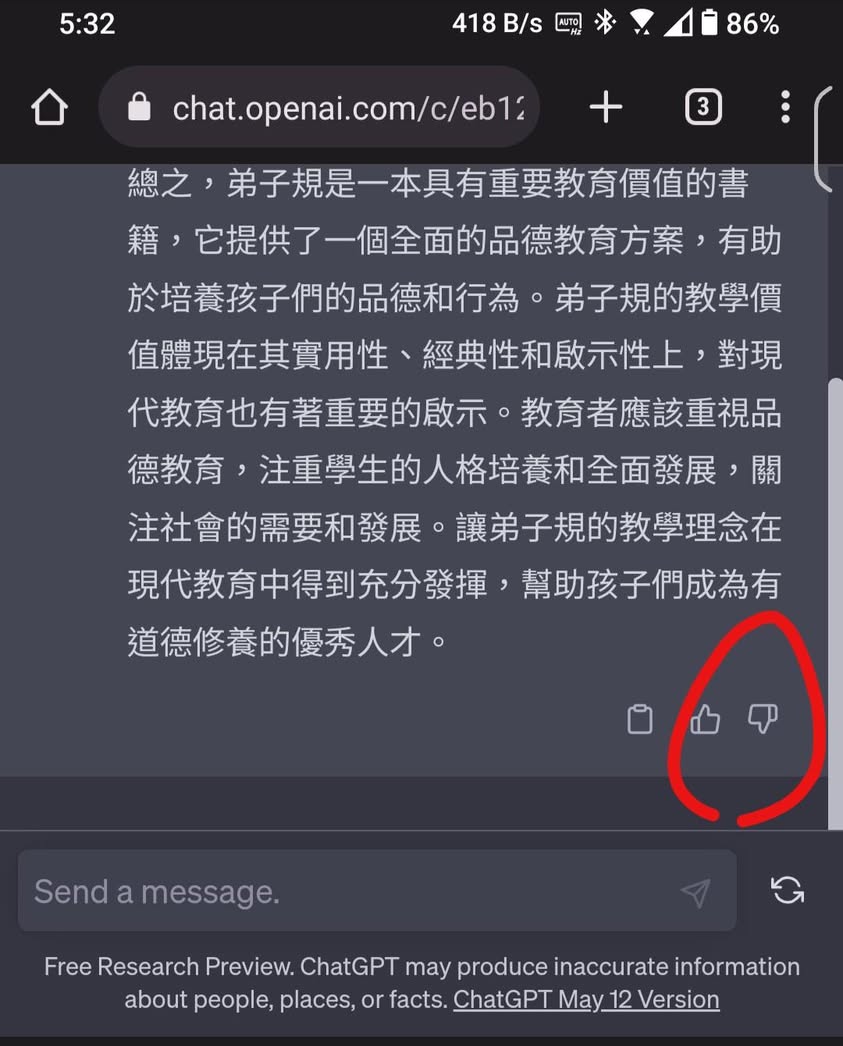 5:32 418 B/s AUTO Hz 86%
chat.openai.com/c/eb12 3
總之，弟子規是一本具有重要教育價值的書
籍，它提供了一個全面的品德教育方案，有助
於培養孩子們的品德和行為。弟子規的教學價
值體現在其實用性、經典性和啟示性上，對現
代教育也有著重要的啟示。教育者應該重視品
德教育，注重學生的人格培養和全面發展，關
注社會的需要和發展。讓弟子規的教學理念在
現代教育中得到充分發揮，幫助孩子們成為有
道德修養的優秀人才。
Send a message.
Free Research Preview. ChatGPT may produce inaccurate information
about people, places, or facts. ChatGPT May 12 Version